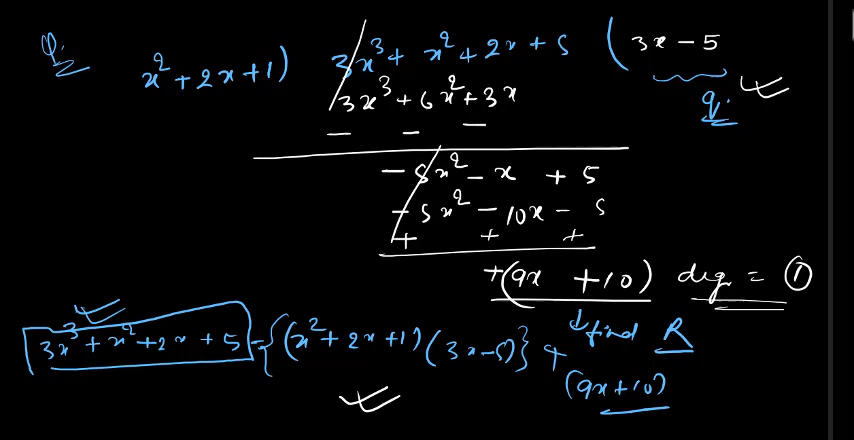 Q.
x²+2x+1) 3x³+ x²+2x+5 (3x-5
3x³+6x²+3x q.
- - -
-5x²-x +5
-5x²-10x-5
+ + +
+(9x +10) deg = ①
↓ find R
3x³+x²+2x+5 = {(x²+2x+1)(3x-5)} +
(9x+10)